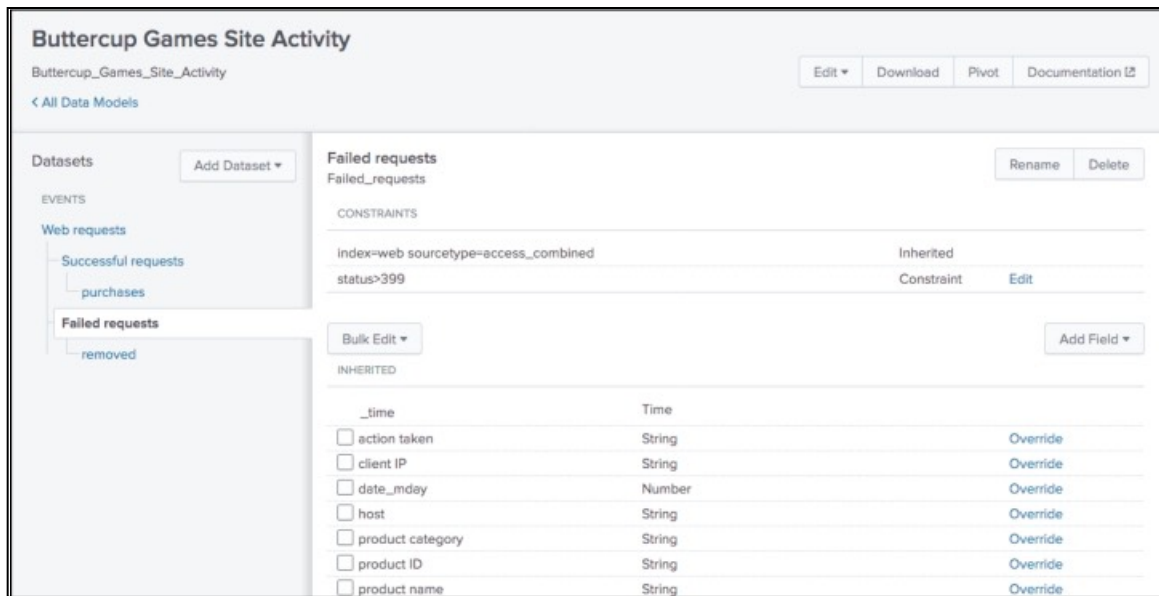 Buttercup Games Site Activity
Buttercup_Games_Site_Activity
Edit Download Pivot Documentation
< All Data Models
Datasets
Add Dataset
EVENTS
Web requests
Successful requests
purchases
Failed requests
removed
Failed requests
Failed_requests
Rename Delete
CONSTRAINTS
index=web sourcetype=access_combined Inherited
status>399 Constraint Edit
Bulk Edit Add Field
INHERITED
_time Time
action taken String Override
client IP String Override
date_mday Number Override
host String Override
product category String Override
product ID String Override
product name String Override